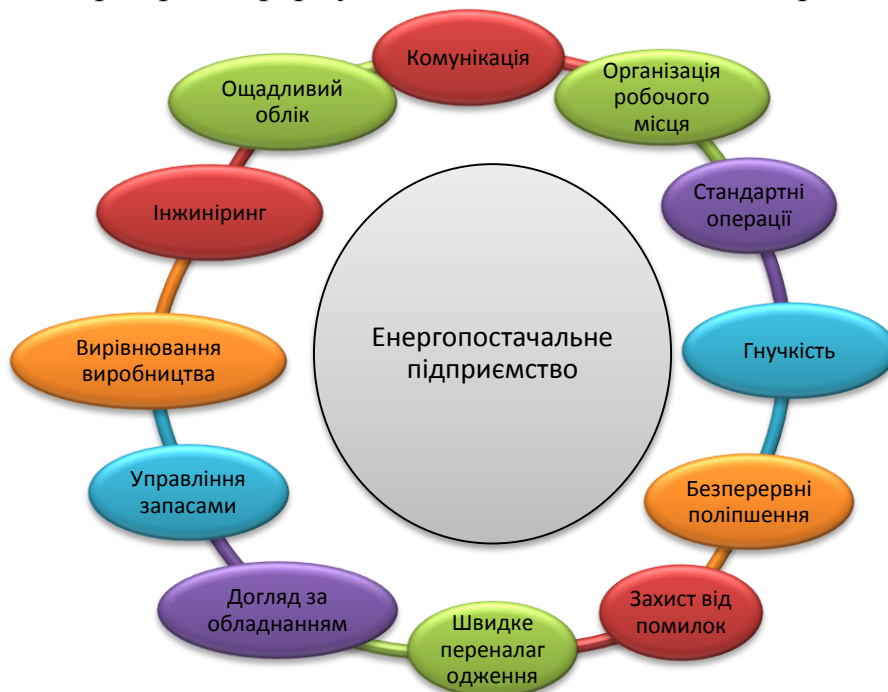 Комунікація
Організація
робочого
місця
Стандартні
операції
Гнучкість
Безперервні
поліпшення
Захист від
помилок
Швидке
переналаг
одження
Догляд за
обладнанням
Управління
запасами
Вирівнювання
виробництва
Інжиніринг
Ощадливий
облік
Енергопостачальне
підприємство